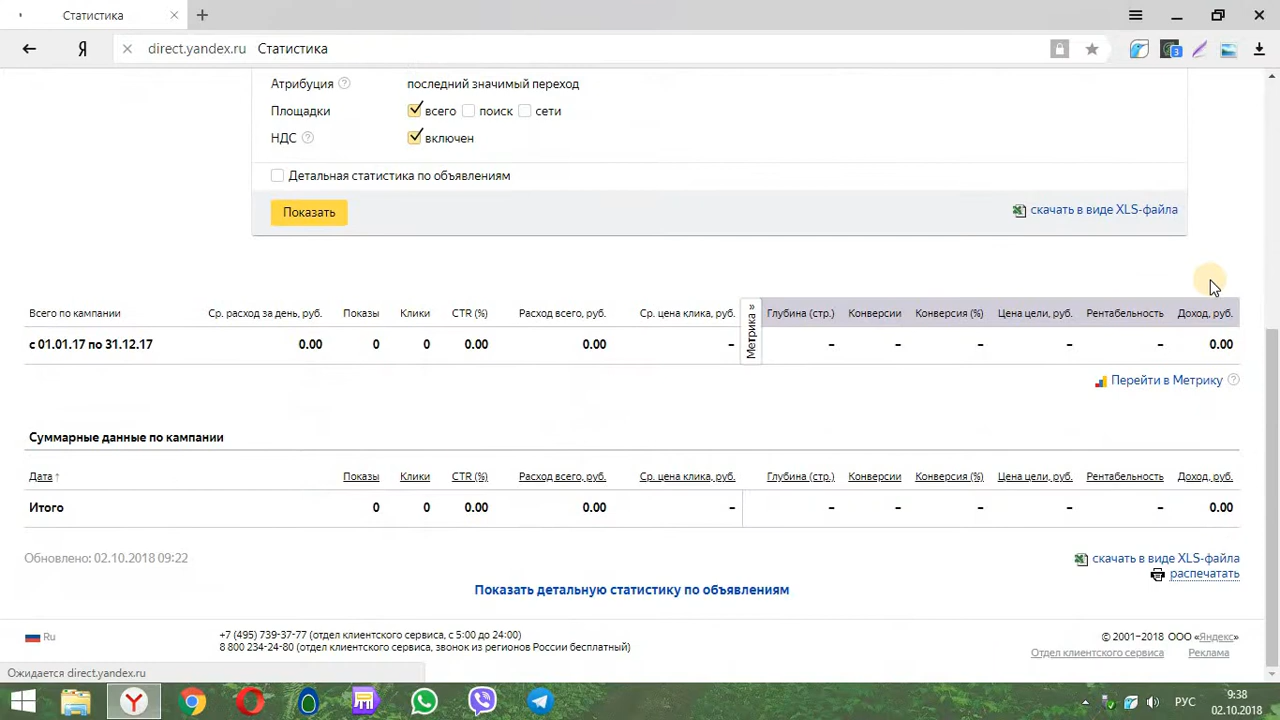 Статистика
Я direct.yandex.ru Статистика 3
Атрибуция ? последний значимый переход
Площадки всего поиск сети
НДС ? включен
Детальная статистика по объявлениям
Показать скачать в виде XLS-файла
Всего по кампании Ср. расход за день, руб. Показы Клики CTR (%) Расход всего, руб. Ср. цена клика, руб. Метрика » Глубина (стр.) Конверсии Конверсия (%) Цена цели, руб. Рентабельность Доход, руб.
с 01.01.17 по 31.12.17 0.00 0 0 0.00 0.00 – – – – – – 0.00
Перейти в Метрику ?
Суммарные данные по кампании
Дата ↑ Показы Клики CTR (%) Расход всего, руб. Ср. цена клика, руб. Глубина (стр.) Конверсии Конверсия (%) Цена цели, руб. Рентабельность Доход, руб.
Итого 0 0 0.00 0.00 – – – – – – 0.00
Обновлено: 02.10.2018 09:22 скачать в виде XLS-файла
распечатать
Показать детальную статистику по объявлениям
Ru +7 (495) 739-37-77 (отдел клиентского сервиса, с 5:00 до 24:00) © 2001–2018 ООО «Яндекс»
8 800 234-24-80 (отдел клиентского сервиса, звонок из регионов России бесплатный) Отдел клиентского сервиса Реклама
Ожидается direct.yandex.ru
РУС 9:38
02.10.2018